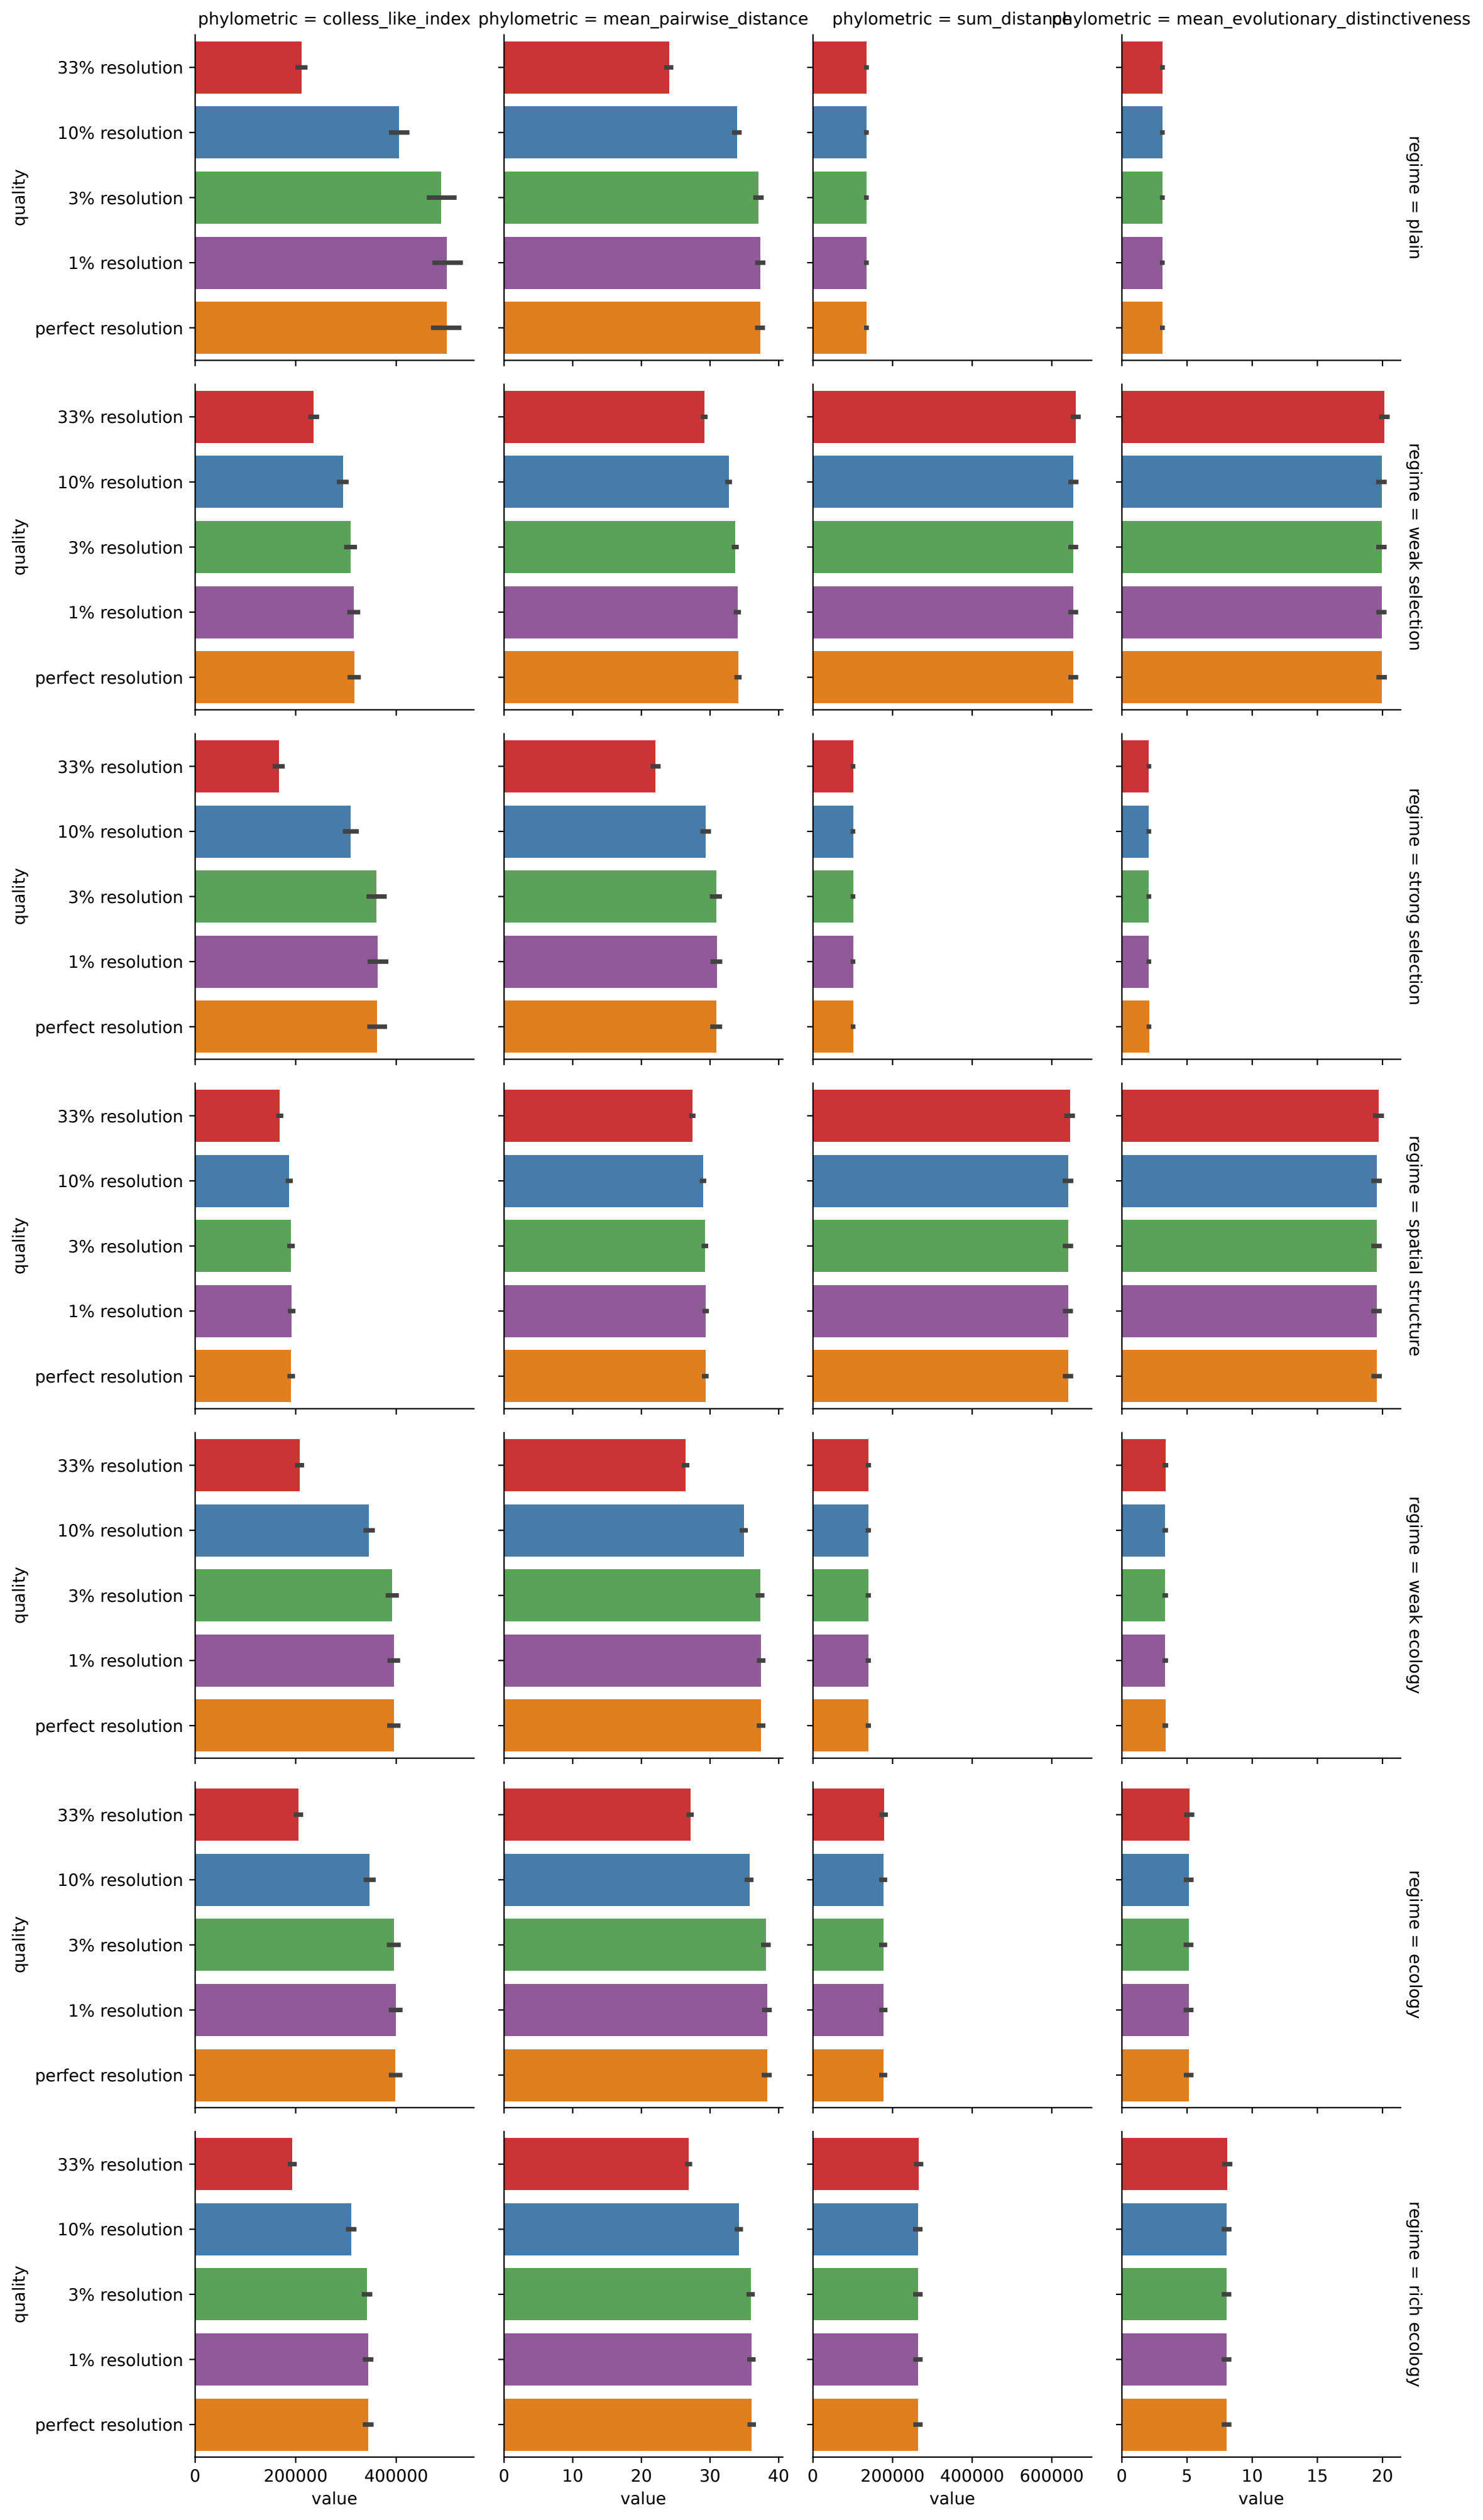 phylometric = colless_like_index phylometric = mean_pairwise_distance phylometric = sum_distance phylometric = mean_evolutionary_distinctiveness
33% resolution
10% resolution
3% resolution
1% resolution
perfect resolution
quality
regime = plain
33% resolution
10% resolution
3% resolution
1% resolution
perfect resolution
quality
regime = weak selection
33% resolution
10% resolution
3% resolution
1% resolution
perfect resolution
quality
regime = strong selection
33% resolution
10% resolution
3% resolution
1% resolution
perfect resolution
quality
regime = spatial structure
33% resolution
10% resolution
3% resolution
1% resolution
perfect resolution
quality
regime = weak ecology
33% resolution
10% resolution
3% resolution
1% resolution
perfect resolution
quality
regime = ecology
33% resolution
10% resolution
3% resolution
1% resolution
perfect resolution
quality
regime = rich ecology
0 200000 400000 0 10 20 30 40 0 200000 400000 600000 0 5 10 15 20
value value value value